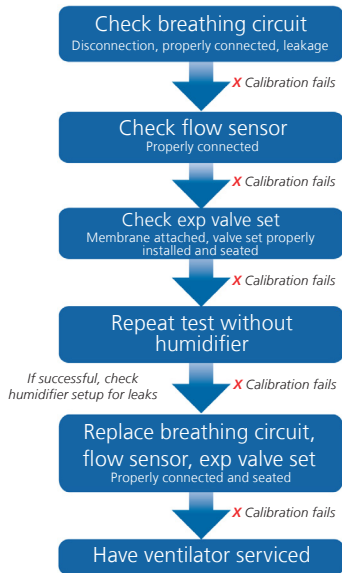 Check breathing circuit
Disconnection, properly connected, leakage
X Calibration fails
Check flow sensor
Properly connected
X Calibration fails
Check exp valve set
Membrane attached, valve set properly
installed and seated
X Calibration fails
Repeat test without
humidifier
If successful, check
humidifier setup for leaks
X Calibration fails
Replace breathing circuit,
flow sensor, exp valve set
Properly connected and seated
X Calibration fails
Have ventilator serviced